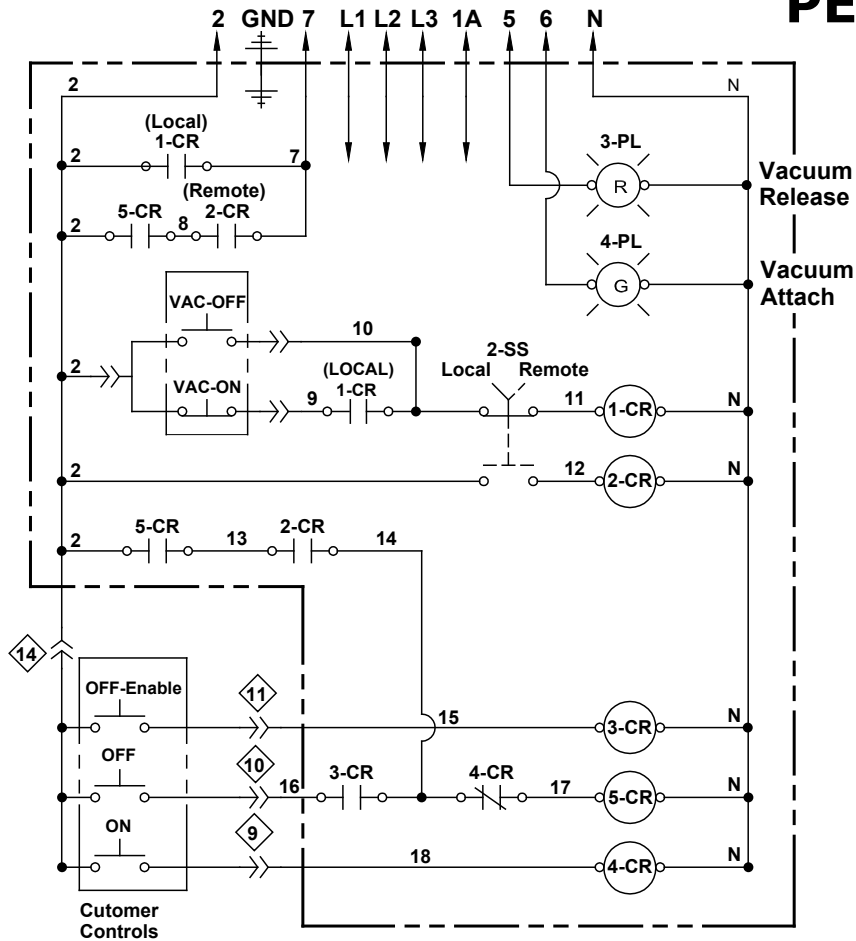 PE
2 GND 7 L1 L2 L3 1A 5 6 N
2 N
(Local)
1-CR
2 7
(Remote)
5-CR 8 2-CR
2
3-PL
R
Vacuum
Release
4-PL
G
Vacuum
Attach
VAC-OFF
10
2
VAC-ON
9
(LOCAL)
1-CR
2-SS
Local Remote
11 1-CR N
2 12 2-CR N
5-CR 2-CR
2 13 14
14
OFF-Enable
11
15 3-CR N
OFF
10
16 3-CR 4-CR 17 5-CR N
ON
9
18 4-CR N
Cutomer
Controls